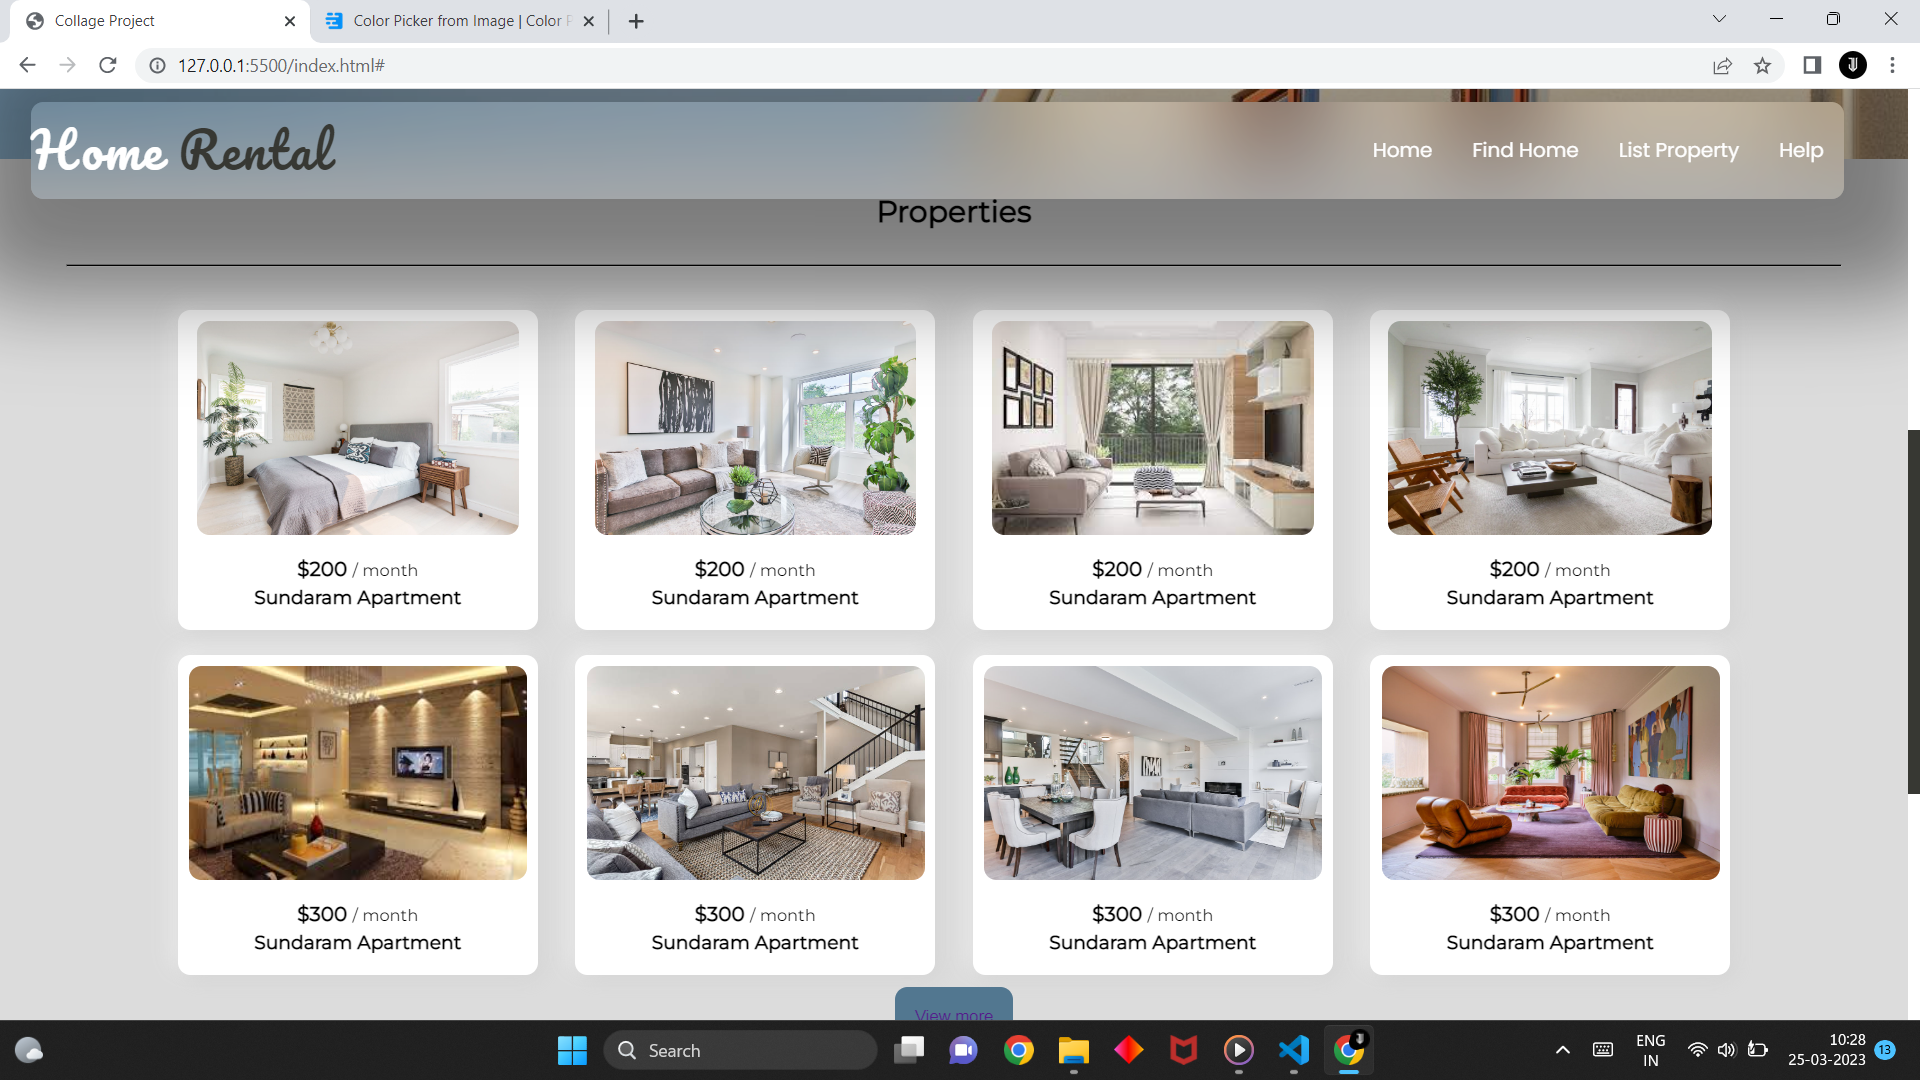 Collage Project
Color Picker from Image | Color
127.0.0.1:5500/index.html#
Home Rental
Home
Find Home
List Property
Help
Properties
$200 / month
Sundaram Apartment
$200 / month
Sundaram Apartment
$200 / month
Sundaram Apartment
$200 / month
Sundaram Apartment
$300 / month
Sundaram Apartment
$300 / month
Sundaram Apartment
$300 / month
Sundaram Apartment
$300 / month
Sundaram Apartment
View more
Search
ENG
IN
10:28
25-03-2023
13